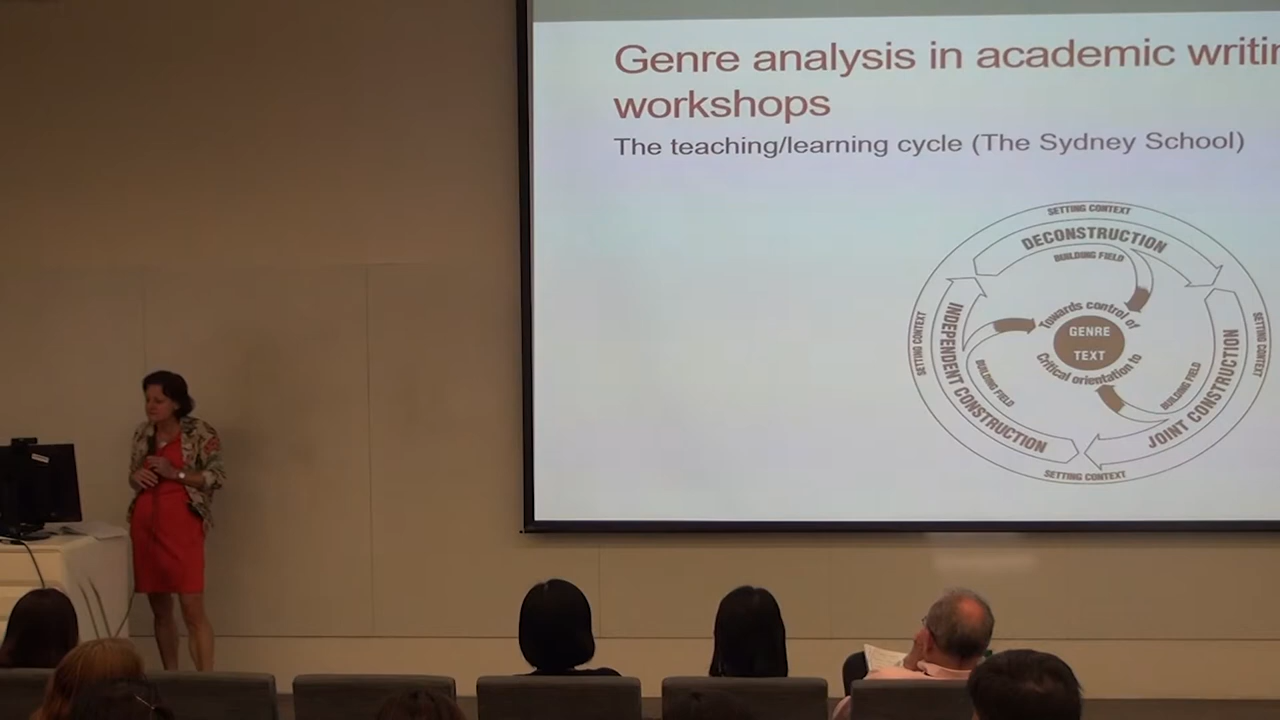 Genre analysis in academic
workshops
The teaching/learning cycle (The Sydney School)
SETTING CONTEXT
DECONSTRUCTION
BUILDING FIELD
Towards control of
GENRE
TEXT
Critical orientation to
INDEPENDENT CONSTRUCTION
BUILDING FIELD
SETTING CONTEXT
JOINT CONSTRUCTION
BUILDING FIELD
SETTING CONTEXT
SETTING CONTEXT